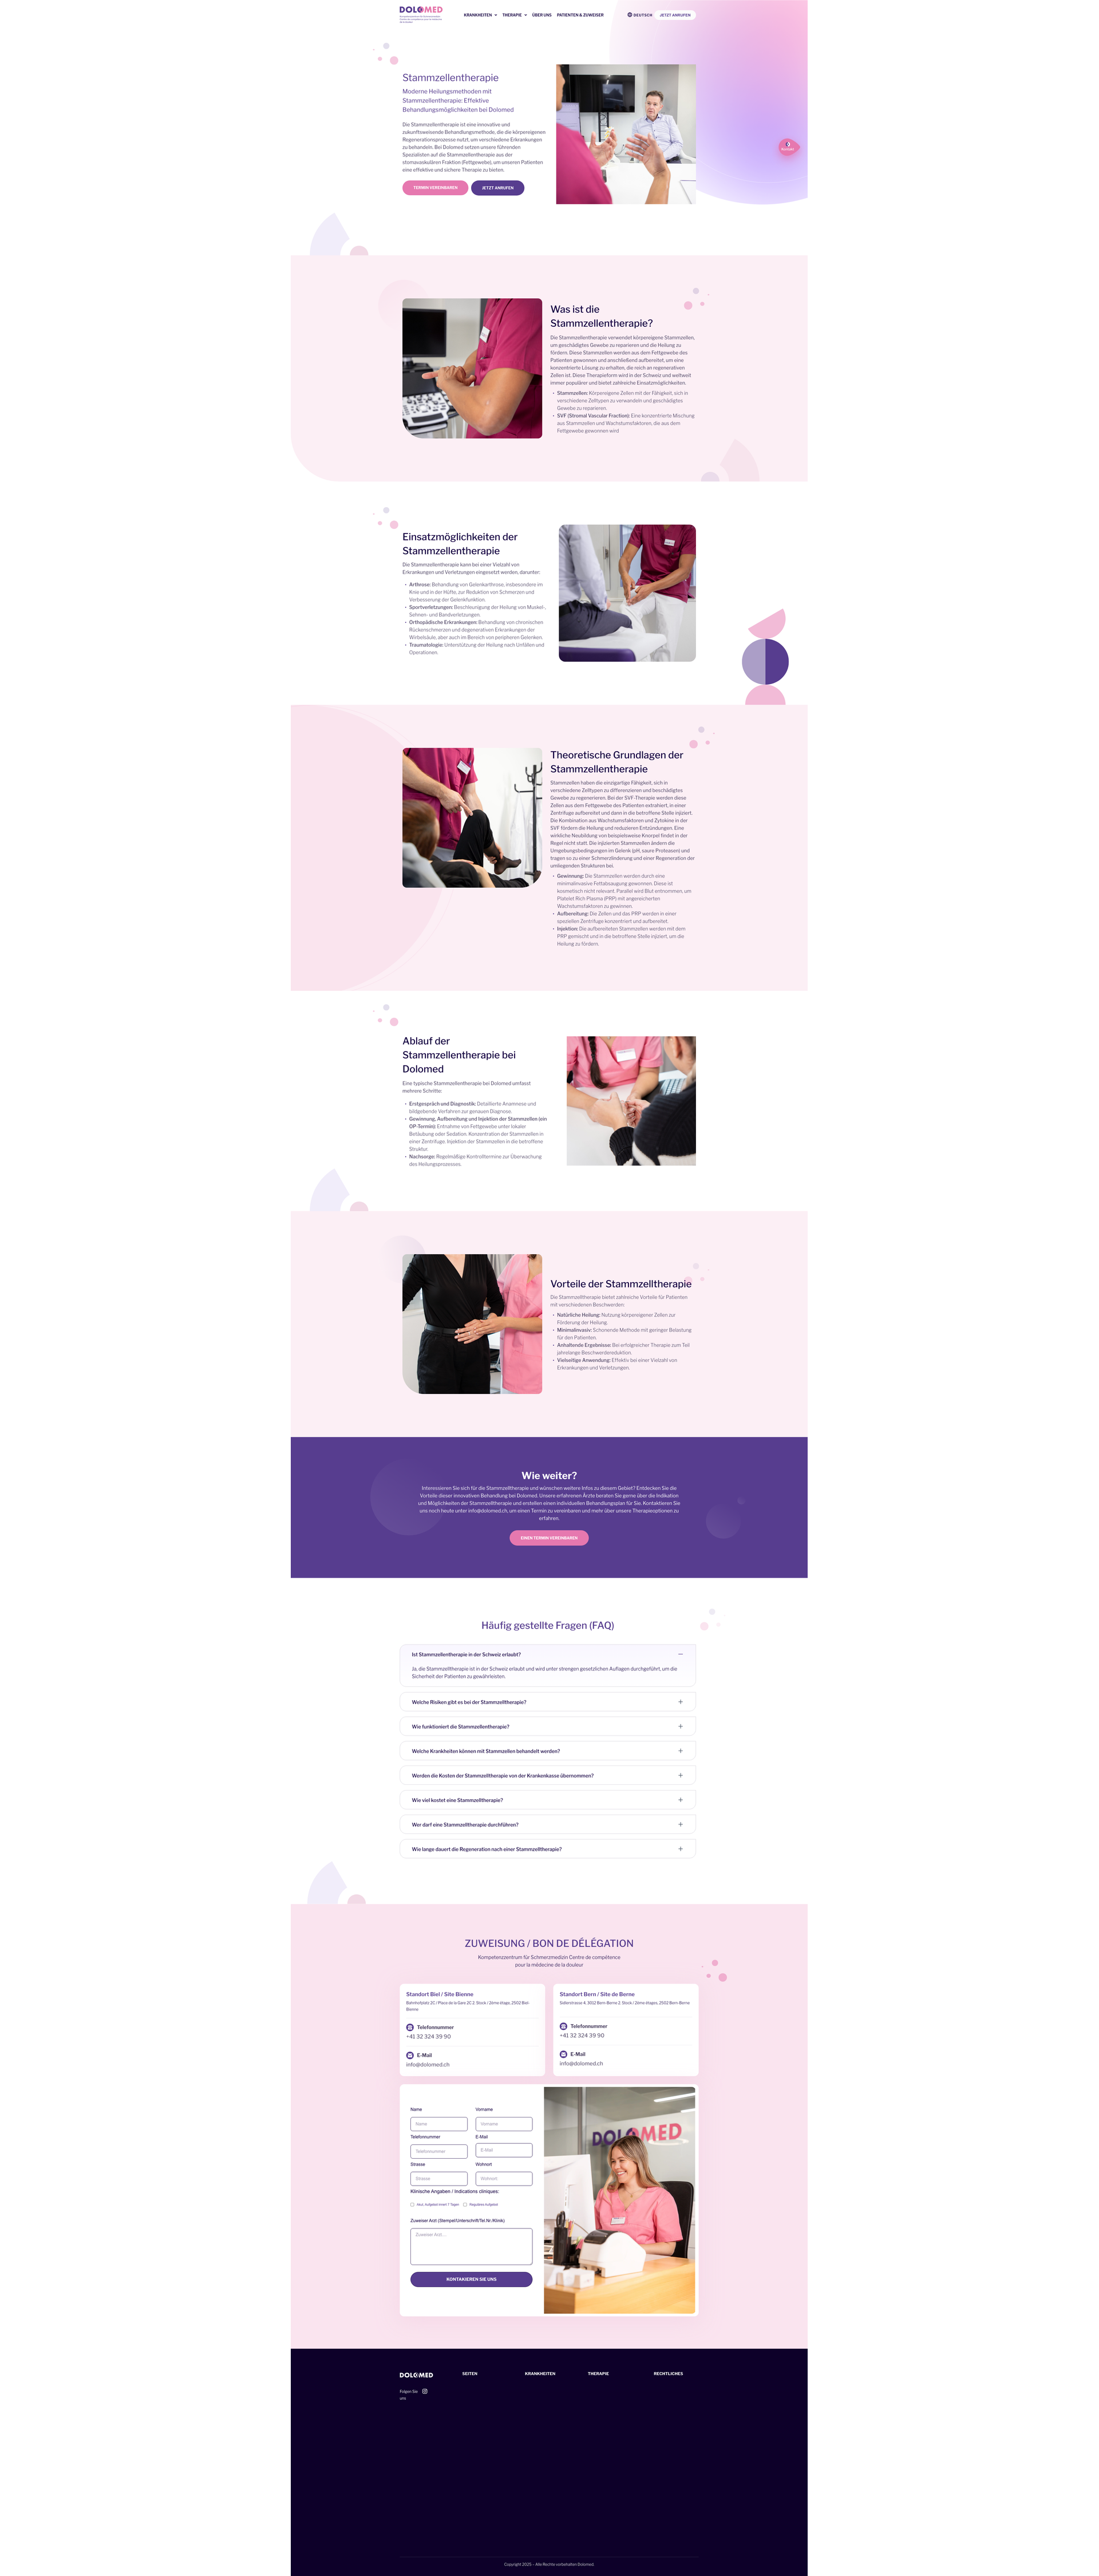 DOLOMED
KRANKHEITEN
THERAPIE
ÜBER UNS
PATIENTEN & ZUWEISER
DEUTSCH
JETZT ANRUFEN
Stammzellentherapie
Moderne Heilungsmethoden mit
Stammzellentherapie: Effektive
Behandlungsmöglichkeiten bei Dolomed
Die Stammzellentherapie ist eine innovative und
zukunftsweisende Behandlungsmethode, die die körpereigenen
Regenerationsprozesse nutzt, um verschiedene Erkrankungen
zu behandeln. Bei Dolomed setzen unsere führenden
Spezialisten auf die Stammzellentherapie aus der
stromavaskulären Fraktion (Fettgewebe), um unseren Patienten
eine effektive und sichere Therapie zu bieten.
TERMIN VEREINBAREN
JETZT ANRUFEN
Was ist die
Stammzellentherapie?
Die Stammzellentherapie verwendet körpereigene Stammzellen,
um geschädigtes Gewebe zu reparieren und die Heilung zu
fördern. Diese Stammzellen werden aus dem Fettgewebe des
Patienten gewonnen und anschließend aufbereitet, um eine
konzentrierte Lösung zu erhalten, die reich an regenerativen
Zellen ist. Diese Therapieform wird in der Schweiz und weltweit
immer populärer und bietet zahlreiche Einsatzmöglichkeiten.
• Stammzellen: Körpereigene Zellen mit der Fähigkeit, sich in
verschiedene Zelltypen zu verwandeln und geschädigtes
Gewebe zu reparieren.
• SVF (Stromal Vascular Fraction): Eine konzentrierte Mischung
aus Stammzellen und Wachstumsfaktoren, die aus dem
Fettgewebe gewonnen wird
Einsatzmöglichkeiten der
Stammzellentherapie
Die Stammzellentherapie kann bei einer Vielzahl von
Erkrankungen und Verletzungen eingesetzt werden, darunter:
• Arthrose: Behandlung von Gelenkarthrose, insbesondere im
Knie und in der Hüfte, zur Reduktion von Schmerzen und
Verbesserung der Gelenkfunktion.
• Sportverletzungen: Beschleunigung der Heilung von Muskel-,
Sehnen- und Bandverletzungen.
• Orthopädische Erkrankungen: Behandlung von chronischen
Rückenschmerzen und degenerativen Erkrankungen der
Wirbelsäule, aber auch im Bereich von peripheren Gelenken.
• Traumatologie: Unterstützung der Heilung nach Unfällen und
Operationen
Theoretische Grundlagen der
Stammzellentherapie
Stammzellen haben die einzigartige Fähigkeit, sich in
verschiedene Zelltypen zu differenzieren und beschädigtes
Gewebe zu regenerieren. Bei der SVF-Therapie werden diese
Zellen aus dem Fettgewebe des Patienten extrahiert, in einer
Zentrifuge aufbereitet und dann in die betroffene Stelle injiziert.
Die Kombination aus Wachstumsfaktoren und Zytokine in der
SVF fördern die Heilung und reduzieren Entzündungen. Eine
wirkliche Neubildung von beispielsweise Knorpel findet in der
Regel nicht statt. Die injizierten Stammzellen ändern die
Umgebungsbedingungen im Gelenk (pH, saure Proteasen) und
tragen so zu einer Schmerzlinderung und einer Regeneration der
umliegenden Strukturen bei.
• Gewinnung: Die Stammzellen werden durch eine
minimalinvasive Fettabsaugung gewonnen. Diese ist
kosmetisch nicht relevant. Parallel wird Blut entnommen, um
Platelet Rich Plasma (PRP) mit angereicherten
Wachstumsfaktoren zu gewinnen.
• Aufbereitung: Die Zellen und das PRP werden in einer
speziellen Zentrifuge konzentriert und aufbereitet.
• Injektion: Die aufbereiteten Stammzellen werden mit dem
PRP gemischt und in die betroffene Stelle injiziert, um die
Heilung zu fördern.
Ablauf der
Stammzellentherapie bei
Dolomed
Eine typische Stammzellentherapie bei Dolomed umfasst
mehrere Schritte:
• Erstgespräch und Diagnostik: Detaillierte Anamnese und
bildgebende Verfahren zur genauen Diagnose.
• Gewinnung, Aufbereitung und Injektion der Stammzellen (ein
OP-Termin): Entnahme von Fettgewebe unter lokaler
Betäubung oder Sedation. Konzentration der Stammzellen in
einer Zentrifuge. Injektion der Stammzellen in die betroffene
Struktur.
• Nachsorge: Regelmäßige Kontrolltermine zur Überwachung
des Heilungsprozesses.
Vorteile der Stammzelltherapie
Die Stammzelltherapie bietet zahlreiche Vorteile für Patienten
mit verschiedenen Beschwerden:
• Natürliche Heilung: Nutzung körpereigener Zellen zur
Förderung der Heilung.
• Minimalinvasiv: Schonende Methode mit geringer Belastung
für den Patienten.
• Anhaltende Ergebnisse: Bei erfolgreicher Therapie zum Teil
jahrelange Beschwerdereduktion.
• Vielseitige Anwendung: Effektiv bei einer Vielzahl von
Erkrankungen und Verletzungen.
Wie weiter?
Interessieren Sie sich für die Stammzelltherapie und wünschen weitere Infos zu diesem Gebiet? Entdecken Sie die
Vorteile dieser innovativen Behandlung bei Dolomed. Unsere erfahrenen Ärzte beraten Sie gerne über die Indikation
und Möglichkeiten der Stammzelltherapie und erstellen einen individuellen Behandlungsplan für Sie. Kontaktieren Sie
uns noch heute unter info@dolomed.ch, um einen Termin zu vereinbaren und mehr über unsere Therapieoptionen zu
erfahren.
EINEN TERMIN VEREINBAREN
Häufig gestellte Fragen (FAQ)
Ist Stammzellentherapie in der Schweiz erlaubt?
Ja, die Stammzelltherapie ist in der Schweiz erlaubt und wird unter strengen gesetzlichen Auflagen durchgeführt, um die
Sicherheit der Patienten zu gewährleisten.
Welche Risiken gibt es bei der Stammzelltherapie?
Wie funktioniert die Stammzellentherapie?
Welche Krankheiten können mit Stammzellen behandelt werden?
Werden die Kosten der Stammzelltherapie von der Krankenkasse übernommen?
Wie viel kostet eine Stammzelltherapie?
Wer darf eine Stammzelltherapie durchführen?
Wie lange dauert die Regeneration nach einer Stammzelltherapie?
ZUWEISUNG / BON DE DÉLÉGATION
Kompetenzzentrum für Schmerzmedizin Centre de compétence
pour la médecine de la douleur
Standort Biel / Site Bienne
Bahnhofplatz 2C / Place de la Gare 2C 2. Stock / 2ème étage, 2502 Biel-
Bienne
Telefonnummer
+41 32 324 39 90
E-Mail
info@dolomed.ch
Standort Bern / Site de Berne
Telefonnummer
+41 32 324 39 90
E-Mail
info@dolomed.ch
Name
Vorname
Name
Vorname
Telefonnummer
E-Mail
Telefonnummer
E-Mail
Strasse
Wohnort
Strasse
Wohnort
Klinische Angaben / Indications cliniques:
Akut, Aufgebot innert 7 Tagen
Reguläres Aufgebot
Zuweiser Arzt (Stempel/Unterschrift/Tel Nr./Klinik)
Zuweiser Arzt....
KONTAKIEREN SIE UNS
DOLOMED
DOLOMED
SEITEN
KRANKHEITEN
THERAPIE
RECHTLICHES
Folgen Sie
uns
Copyright 2025 – Alle Rechte vorbehalten Dolomed.